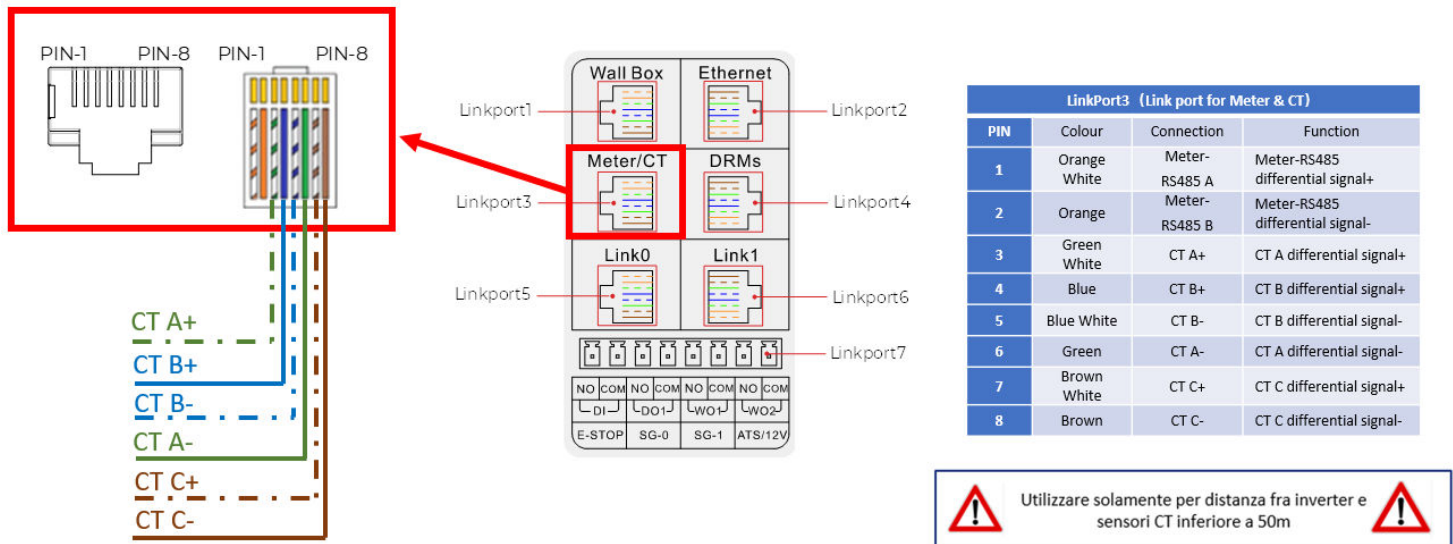 PIN-1 PIN-8 PIN-1 PIN-8
CT A+
CT B+
CT B-
CT A-
CT C+
CT C-
Wall Box Ethernet
Linkport1 Linkport2
Meter/CT DRMs
Linkport3 Linkport4
Link0 Link1
Linkport5 Linkport6
Linkport7
NO COM NO COM NO COM NO COM
DI DO1 WO1 WO2
E-STOP SG-0 SG-1 ATS/12V
LinkPort3 (Link port for Meter & CT)
PIN Colour Connection Function
1 Orange White Meter-RS485 A Meter-RS485 differential signal+
2 Orange Meter-RS485 B Meter-RS485 differential signal-
3 Green White CT A+ CT A differential signal+
4 Blue CT B+ CT B differential signal+
5 Blue White CT B- CT B differential signal-
6 Green CT A- CT A differential signal-
7 Brown White CT C+ CT C differential signal+
8 Brown CT C- CT C differential signal-
Utilizzare solamente per distanza fra inverter e
sensori CT inferiore a 50m